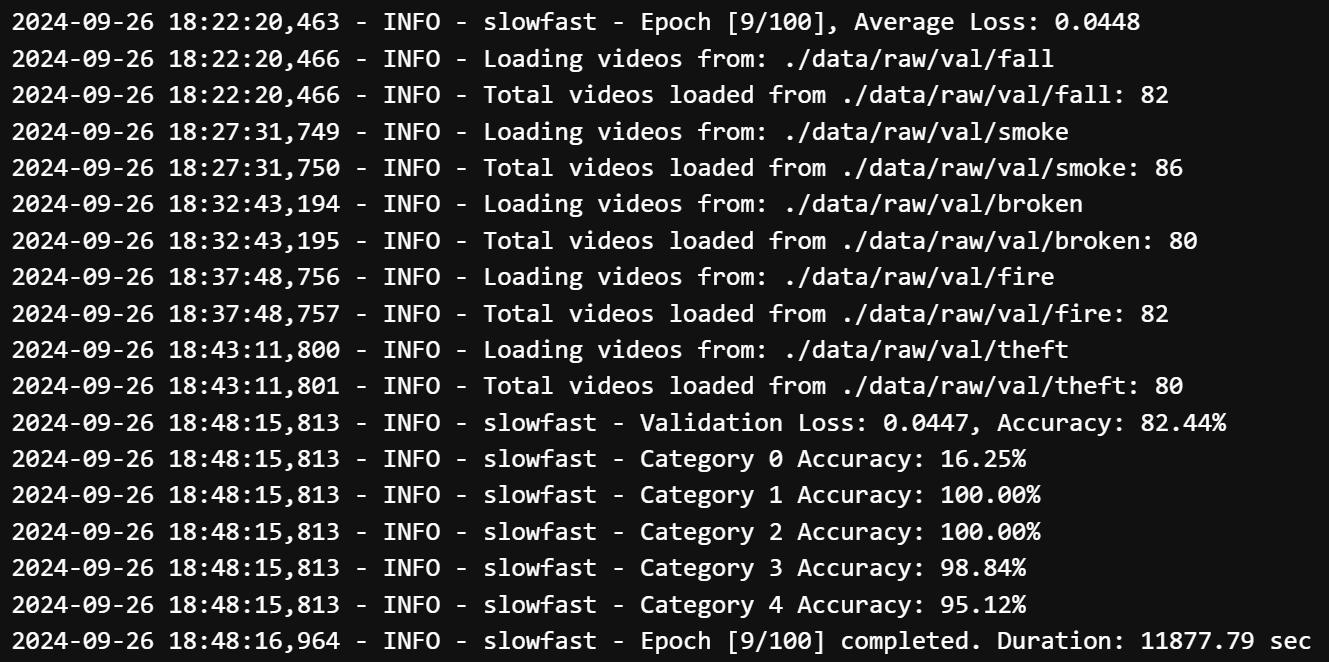 2024-09-26 18:22:20,463 - INFO - slowfast - Epoch [9/100], Average Loss: 0.0448
2024-09-26 18:22:20,466 - INFO - Loading videos from: ./data/raw/val/fall
2024-09-26 18:22:20,466 - INFO - Total videos loaded from ./data/raw/val/fall: 82
2024-09-26 18:27:31,749 - INFO - Loading videos from: ./data/raw/val/smoke
2024-09-26 18:27:31,750 - INFO - Total videos loaded from ./data/raw/val/smoke: 86
2024-09-26 18:32:43,194 - INFO - Loading videos from: ./data/raw/val/broken
2024-09-26 18:32:43,195 - INFO - Total videos loaded from ./data/raw/val/broken: 80
2024-09-26 18:37:48,756 - INFO - Loading videos from: ./data/raw/val/fire
2024-09-26 18:37:48,757 - INFO - Total videos loaded from ./data/raw/val/fire: 82
2024-09-26 18:43:11,800 - INFO - Loading videos from: ./data/raw/val/theft
2024-09-26 18:43:11,801 - INFO - Total videos loaded from ./data/raw/val/theft: 80
2024-09-26 18:48:15,813 - INFO - slowfast - Validation Loss: 0.0447, Accuracy: 82.44%
2024-09-26 18:48:15,813 - INFO - slowfast - Category 0 Accuracy: 16.25%
2024-09-26 18:48:15,813 - INFO - slowfast - Category 1 Accuracy: 100.00%
2024-09-26 18:48:15,813 - INFO - slowfast - Category 2 Accuracy: 100.00%
2024-09-26 18:48:15,813 - INFO - slowfast - Category 3 Accuracy: 98.84%
2024-09-26 18:48:15,813 - INFO - slowfast - Category 4 Accuracy: 95.12%
2024-09-26 18:48:16,964 - INFO - slowfast - Epoch [9/100] completed. Duration: 11877.79 sec